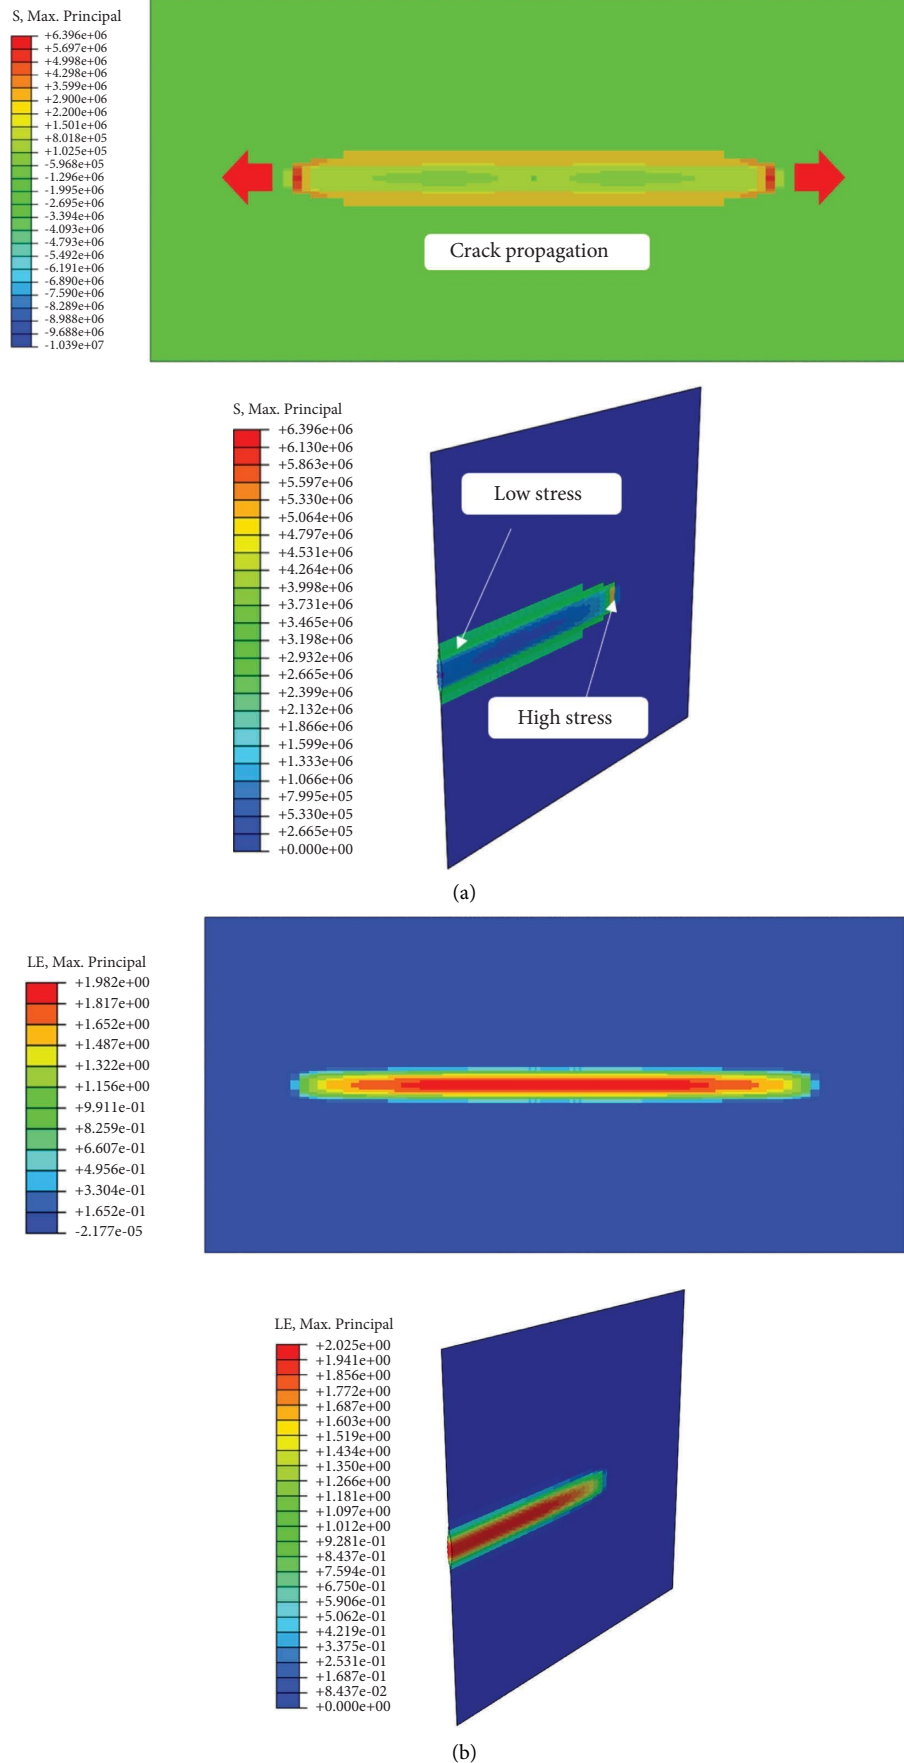 S, Max. Principal
+6.396e+06
+5.697e+06
+4.998e+06
+4.298e+06
+3.599e+06
+2.900e+06
+2.200e+06
+1.501e+06
+8.018e+05
+1.025e+05
-5.968e+05
-1.296e+06
-1.995e+06
-2.695e+06
-3.394e+06
-4.093e+06
-4.793e+06
-5.492e+06
-6.191e+06
-6.890e+06
-7.590e+06
-8.289e+06
-8.988e+06
-9.688e+06
-1.039e+07
Crack propagation
S, Max. Principal
+6.396e+06
+6.130e+06
+5.863e+06
+5.597e+06
+5.330e+06
+5.064e+06
+4.797e+06
+4.531e+06
+4.264e+06
+3.998e+06
+3.731e+06
+3.465e+06
+3.198e+06
+2.932e+06
+2.665e+06
+2.399e+06
+2.132e+06
+1.866e+06
+1.599e+06
+1.333e+06
+1.066e+06
+7.995e+05
+5.330e+05
+2.665e+05
+0.000e+00
Low stress
High stress
(a)
LE, Max. Principal
+1.982e+00
+1.817e+00
+1.652e+00
+1.487e+00
+1.322e+00
+1.156e+00
+9.911e-01
+8.259e-01
+6.607e-01
+4.956e-01
+3.304e-01
+1.652e-01
-2.177e-05
LE, Max. Principal
+2.025e+00
+1.941e+00
+1.856e+00
+1.772e+00
+1.687e+00
+1.603e+00
+1.519e+00
+1.434e+00
+1.350e+00
+1.266e+00
+1.181e+00
+1.097e+00
+1.012e+00
+9.281e-01
+8.437e-01
+7.594e-01
+6.750e-01
+5.906e-01
+5.062e-01
+4.219e-01
+3.375e-01
+2.531e-01
+1.687e-01
+8.437e-02
+0.000e+00
(b)